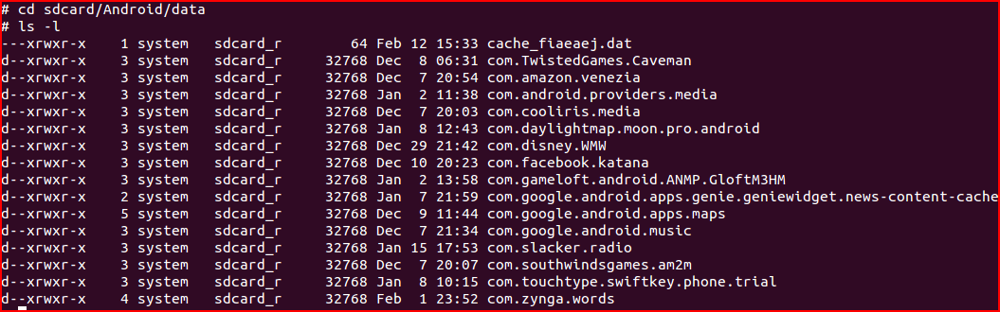 # cd sdcard/Android/data
# ls -l
---xrwxr-x 1 system sdcard_r 64 Feb 12 15:33 cache_fiaeaej.dat
d--xrwxr-x 3 system sdcard_r 32768 Dec 8 06:31 com.TwistedGames.Caveman
d--xrwxr-x 3 system sdcard_r 32768 Dec 7 20:54 com.amazon.venezia
d--xrwxr-x 3 system sdcard_r 32768 Jan 2 11:38 com.android.providers.media
d--xrwxr-x 3 system sdcard_r 32768 Dec 7 20:03 com.cooliris.media
d--xrwxr-x 3 system sdcard_r 32768 Jan 8 12:43 com.daylightmap.moon.pro.android
d--xrwxr-x 3 system sdcard_r 32768 Dec 29 21:42 com.disney.WMW
d--xrwxr-x 3 system sdcard_r 32768 Dec 10 20:23 com.facebook.katana
d--xrwxr-x 3 system sdcard_r 32768 Jan 2 13:58 com.gameloft.android.ANMP.GloftM3HM
d--xrwxr-x 2 system sdcard_r 32768 Jan 7 21:59 com.google.android.apps.genie.geniewidget.news-content-cache
d--xrwxr-x 5 system sdcard_r 32768 Dec 9 11:44 com.google.android.apps.maps
d--xrwxr-x 3 system sdcard_r 32768 Dec 7 21:34 com.google.android.music
d--xrwxr-x 3 system sdcard_r 32768 Jan 15 17:53 com.slacker.radio
d--xrwxr-x 3 system sdcard_r 32768 Dec 7 20:07 com.southwindsgames.am2m
d--xrwxr-x 3 system sdcard_r 32768 Jan 8 10:15 com.touchtype.swiftkey.phone.trial
d--xrwxr-x 4 system sdcard_r 32768 Feb 1 23:52 com.zynga.words